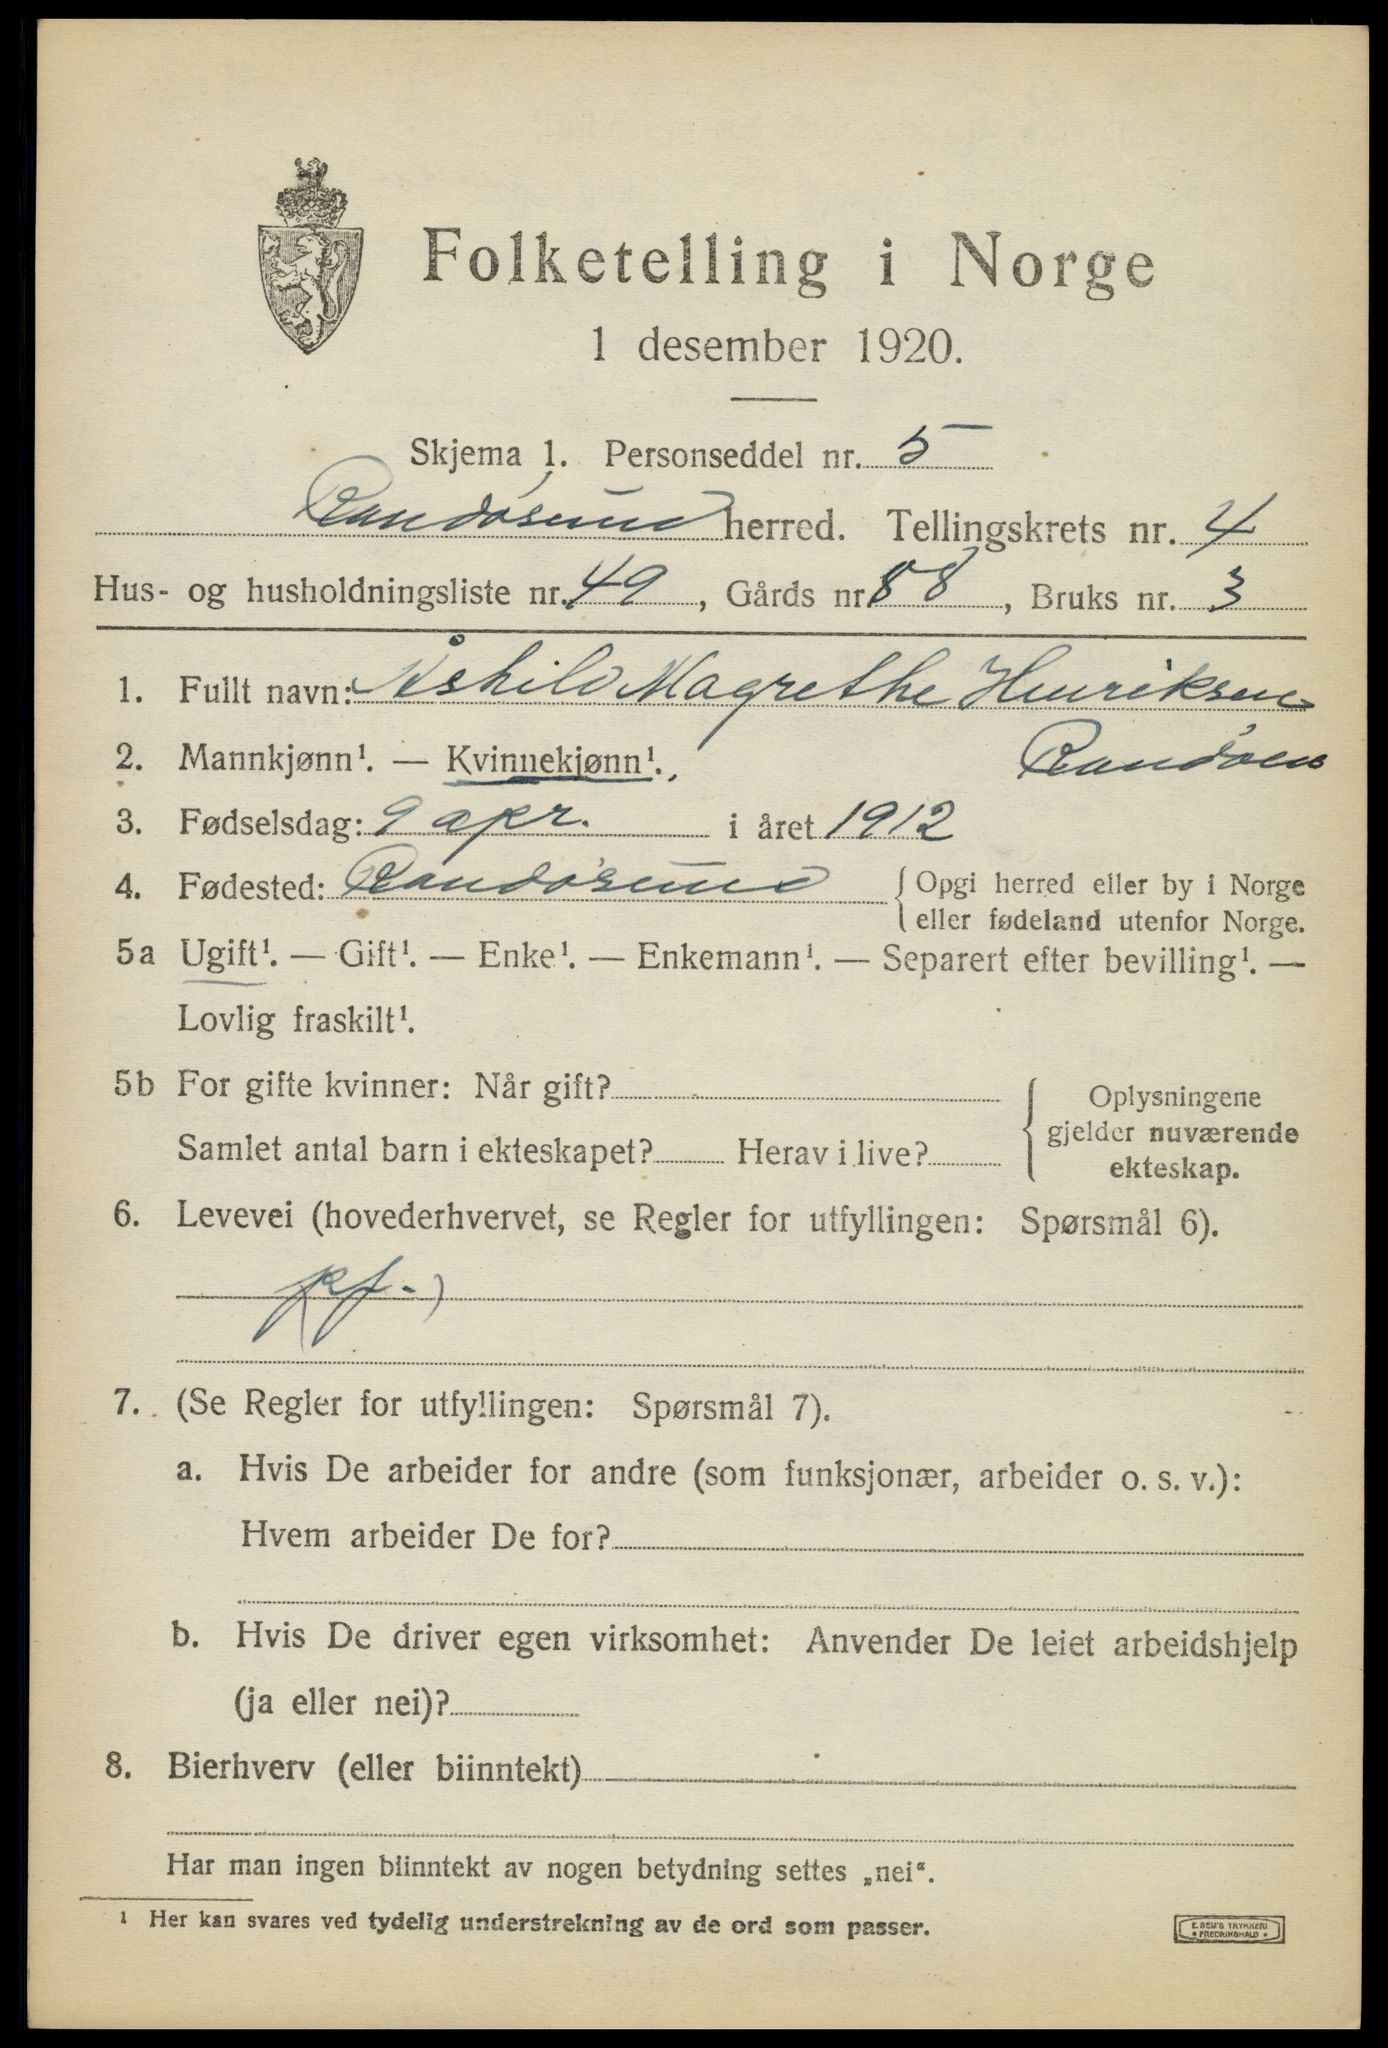 Folketelling i Norge
1 desember 1920.
Skjema 1. Personseddel nr. 5
Randøsund herred. Tellingskrets nr. 4
Hus- og husholdningsliste nr. 49, Gårds nr. 88, Bruks nr. 3
1. Fullt navn: Åshild Magrethe Henriksen
2. Mannkjønn¹. — Kvinnekjønn¹. Randøen
3. Fødselsdag: 9 apr. i året 1912
4. Fødested: Randøsund { Opgi herred eller by i Norge
eller fødeland utenfor Norge.
5a Ugift¹. — Gift¹. — Enke¹. — Enkemann¹. — Separert efter bevilling¹. —
Lovlig fraskilt¹.
5b For gifte kvinner: Når gift? { Oplysningene
gjelder nuværende
Samlet antal barn i ekteskapet? Herav i live? ekteskap.
6. Levevei (hovederhvervet, se Regler for utfyllingen: Spørsmål 6).
7. (Se Regler for utfyllingen: Spørsmål 7).
a. Hvis De arbeider for andre (som funksjonær, arbeider o. s. v.):
Hvem arbeider De for?
b. Hvis De driver egen virksomhet: Anvender De leiet arbeidshjelp
(ja eller nei)?
8. Bierhverv (eller biinntekt)
Har man ingen biinntekt av nogen betydning settes „nei“.
¹ Her kan svares ved tydelig understrekning av de ord som passer.
E. SEM'S TRYKKERI
FREDRIKSHALD